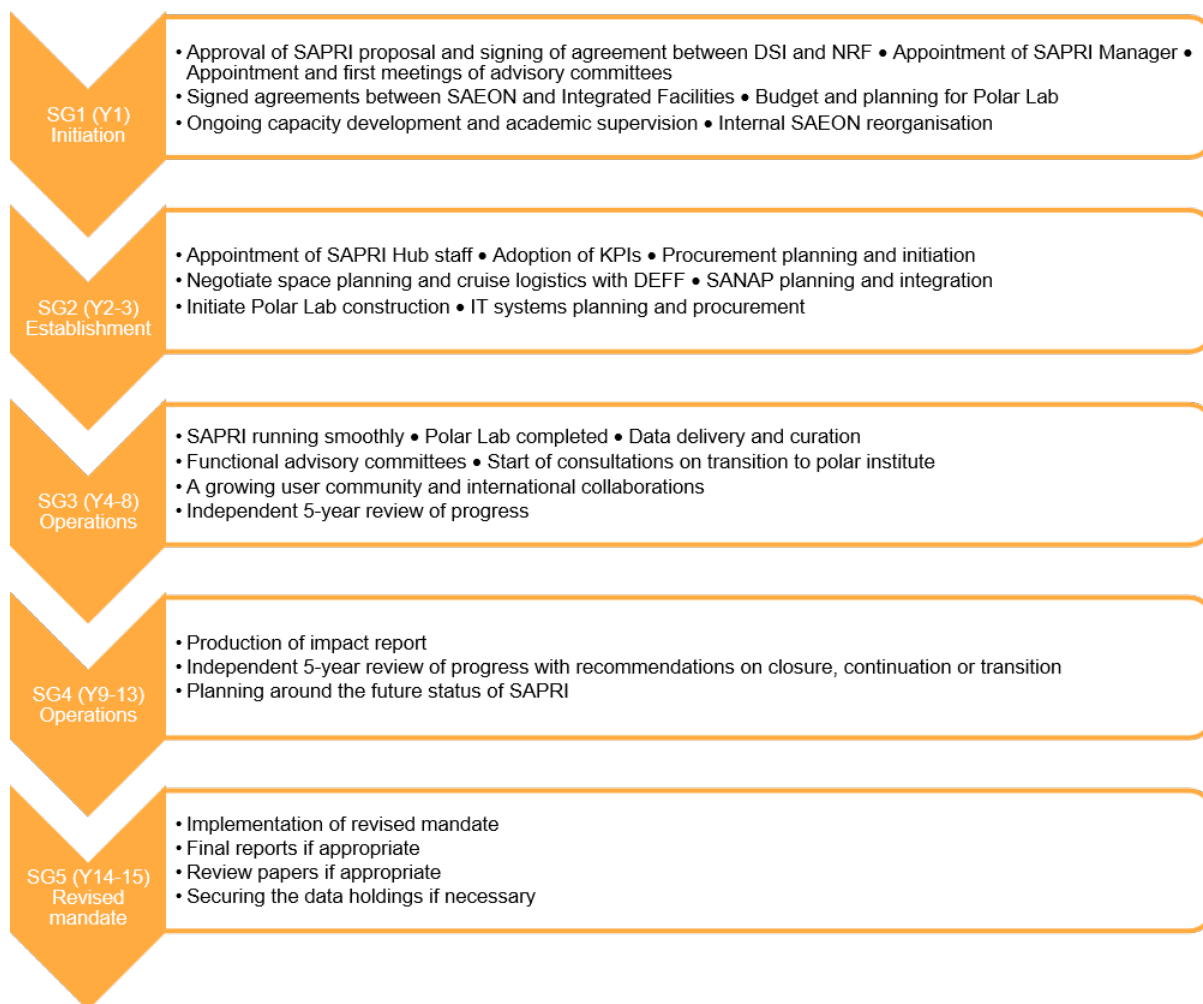 SG1 (Y1)
Initiation
• Approval of SAPRI proposal and signing of agreement between DSI and NRF • Appointment of SAPRI Manager •
Appointment and first meetings of advisory committees
• Signed agreements between SAEON and Integrated Facilities • Budget and planning for Polar Lab
• Ongoing capacity development and academic supervision • Internal SAEON reorganisation
SG2 (Y2-3)
Establishment
• Appointment of SAPRI Hub staff • Adoption of KPIs • Procurement planning and initiation
• Negotiate space planning and cruise logistics with DEFF • SANAP planning and integration
• Initiate Polar Lab construction • IT systems planning and procurement
SG3 (Y4-8)
Operations
• SAPRI running smoothly • Polar Lab completed • Data delivery and curation
• Functional advisory committees • Start of consultations on transition to polar institute
• A growing user community and international collaborations
• Independent 5-year review of progress
SG4 (Y9-13)
Operations
• Production of impact report
• Independent 5-year review of progress with recommendations on closure, continuation or transition
• Planning around the future status of SAPRI
SG5 (Y14-15)
Revised
mandate
• Implementation of revised mandate
• Final reports if appropriate
• Review papers if appropriate
• Securing the data holdings if necessary